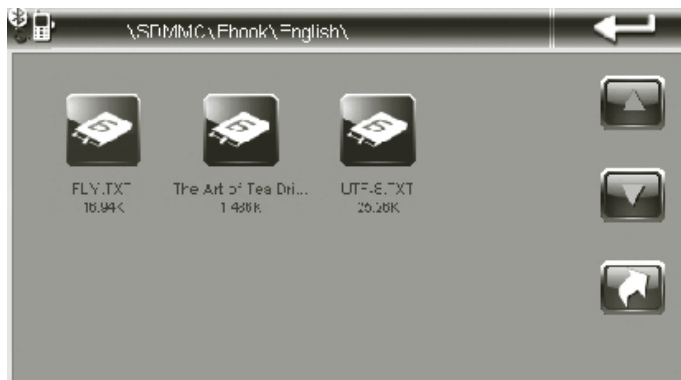 \SDMMC\Ebook\English\
FLY.TXT
The Art of Tea Dri...
UTF-8.TXT
16.94K
1.486K
25.26K